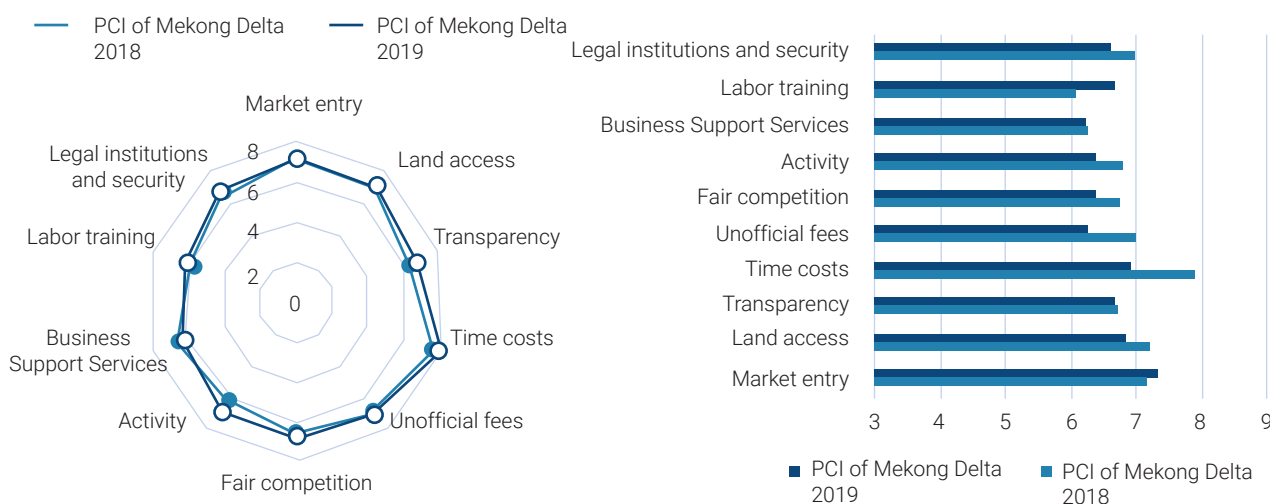 PCI of Mekong Delta
2018
PCI of Mekong Delta
2019
Market entry
Land access
Transparency
Time costs
Unofficial fees
Fair competition
Activity
Business
Support Services
Labor training
Legal institutions
and security
8
6
4
2
0
Legal institutions and security
Labor training
Business Support Services
Activity
Fair competition
Unofficial fees
Time costs
Transparency
Land access
Market entry
3 4 5 6 7 8 9
PCI of Mekong Delta
2019
PCI of Mekong Delta
2018